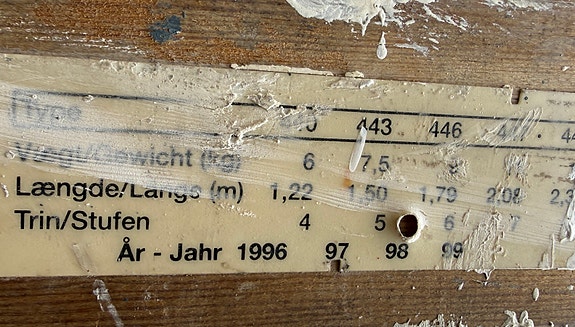 Type 443 446
Vægt/Gewicht (kg) 6 7,5
Længde/Länge (m) 1,22 1,50 1,79 2,08
Trin/Stufen 4 5 6 7
År - Jahr 1996 97 98 99